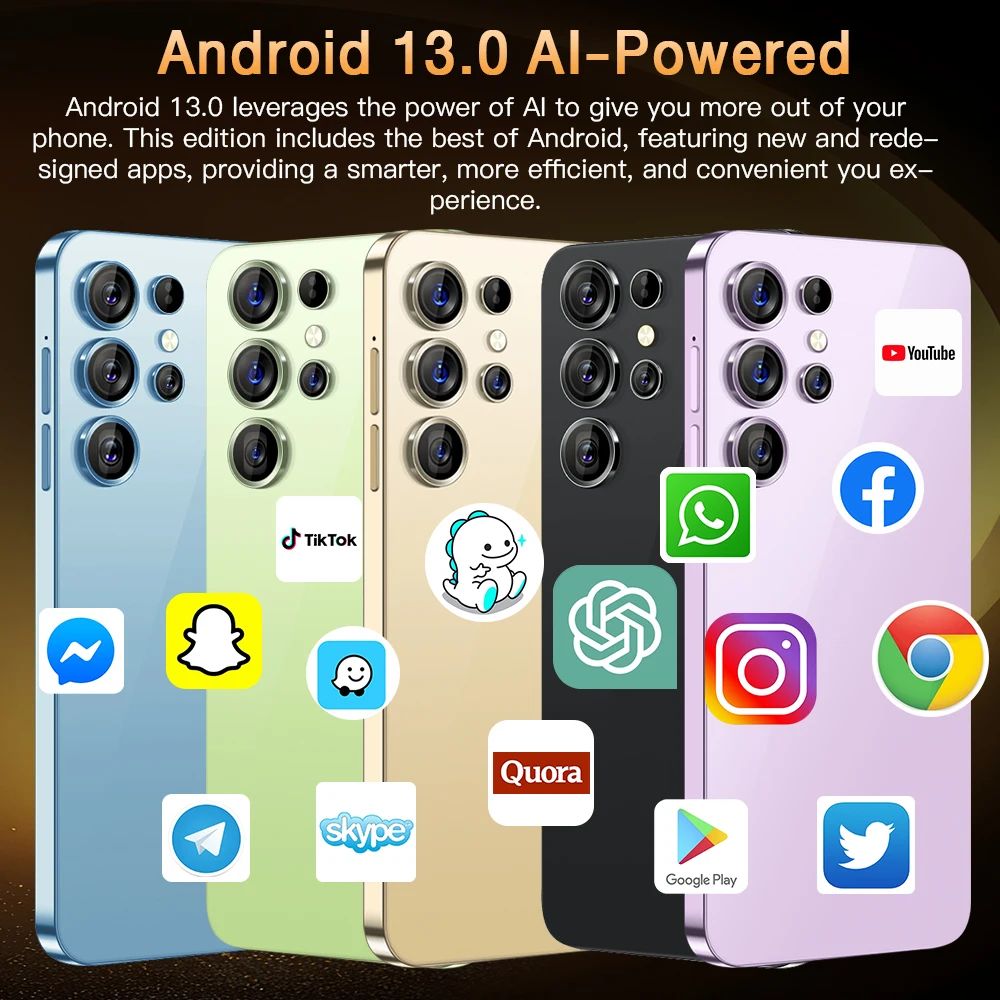 Android 13.0 AI-Powered
Android 13.0 leverages the power of AI to give you more out of your
phone. This edition includes the best of Android, featuring new and rede-
signed apps, providing a smarter, more efficient, and convenient you ex-
perience.
YouTube
TikTok
Quora
skype
Google Play